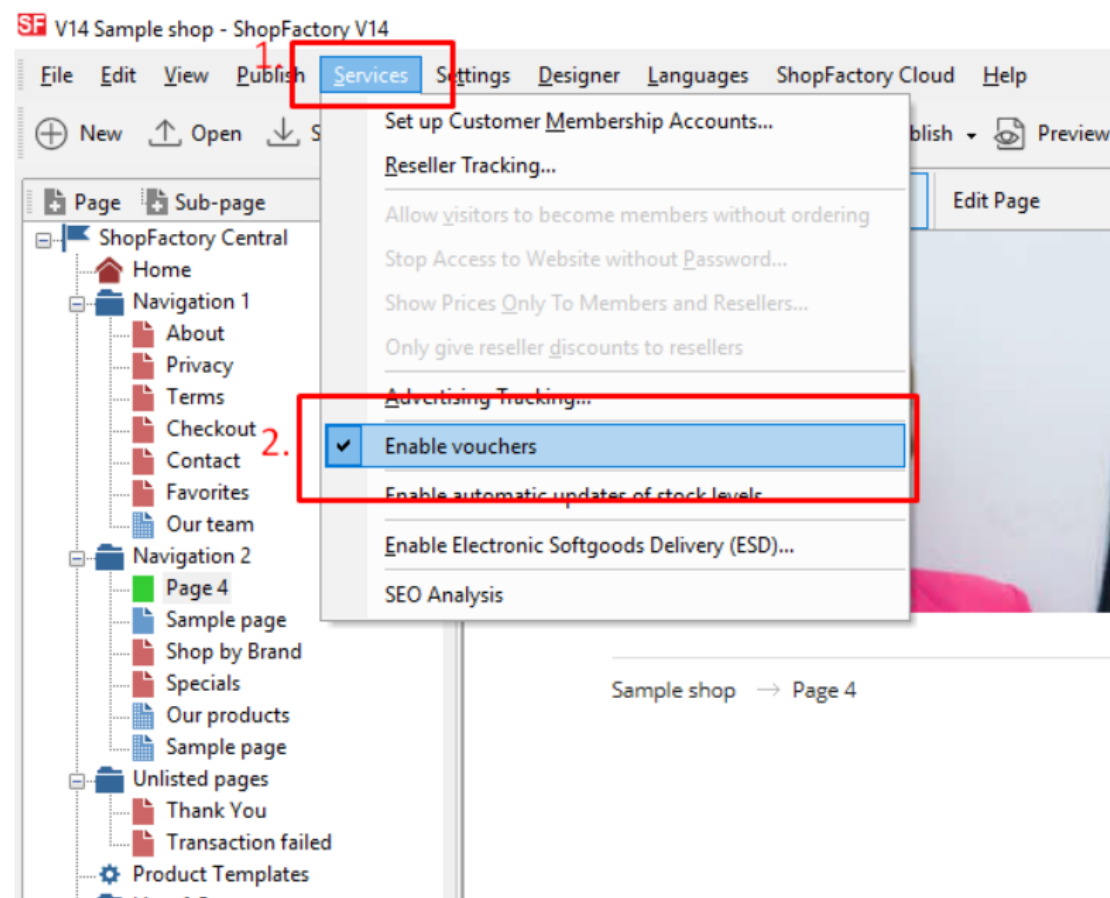 SF V14 Sample shop - ShopFactory V14
1.
File Edit View Publish Services Settings Designer Languages ShopFactory Cloud Help
New Open S blish Preview
Set up Customer Membership Accounts...
Reseller Tracking...
Allow visitors to become members without ordering
Stop Access to Website without Password...
Show Prices Only To Members and Resellers...
Only give reseller discounts to resellers
Advertising Tracking...
2.
Enable vouchers
Enable automatic updates of stock levels
Enable Electronic Softgoods Delivery (ESD)...
SEO Analysis
Page Sub-page
Edit Page
ShopFactory Central
Home
Navigation 1
About
Privacy
Terms
Checkout
Contact
Favorites
Our team
Navigation 2
Page 4
Sample page
Shop by Brand
Specials
Our products
Sample page
Unlisted pages
Thank You
Transaction failed
Product Templates
Sample shop → Page 4